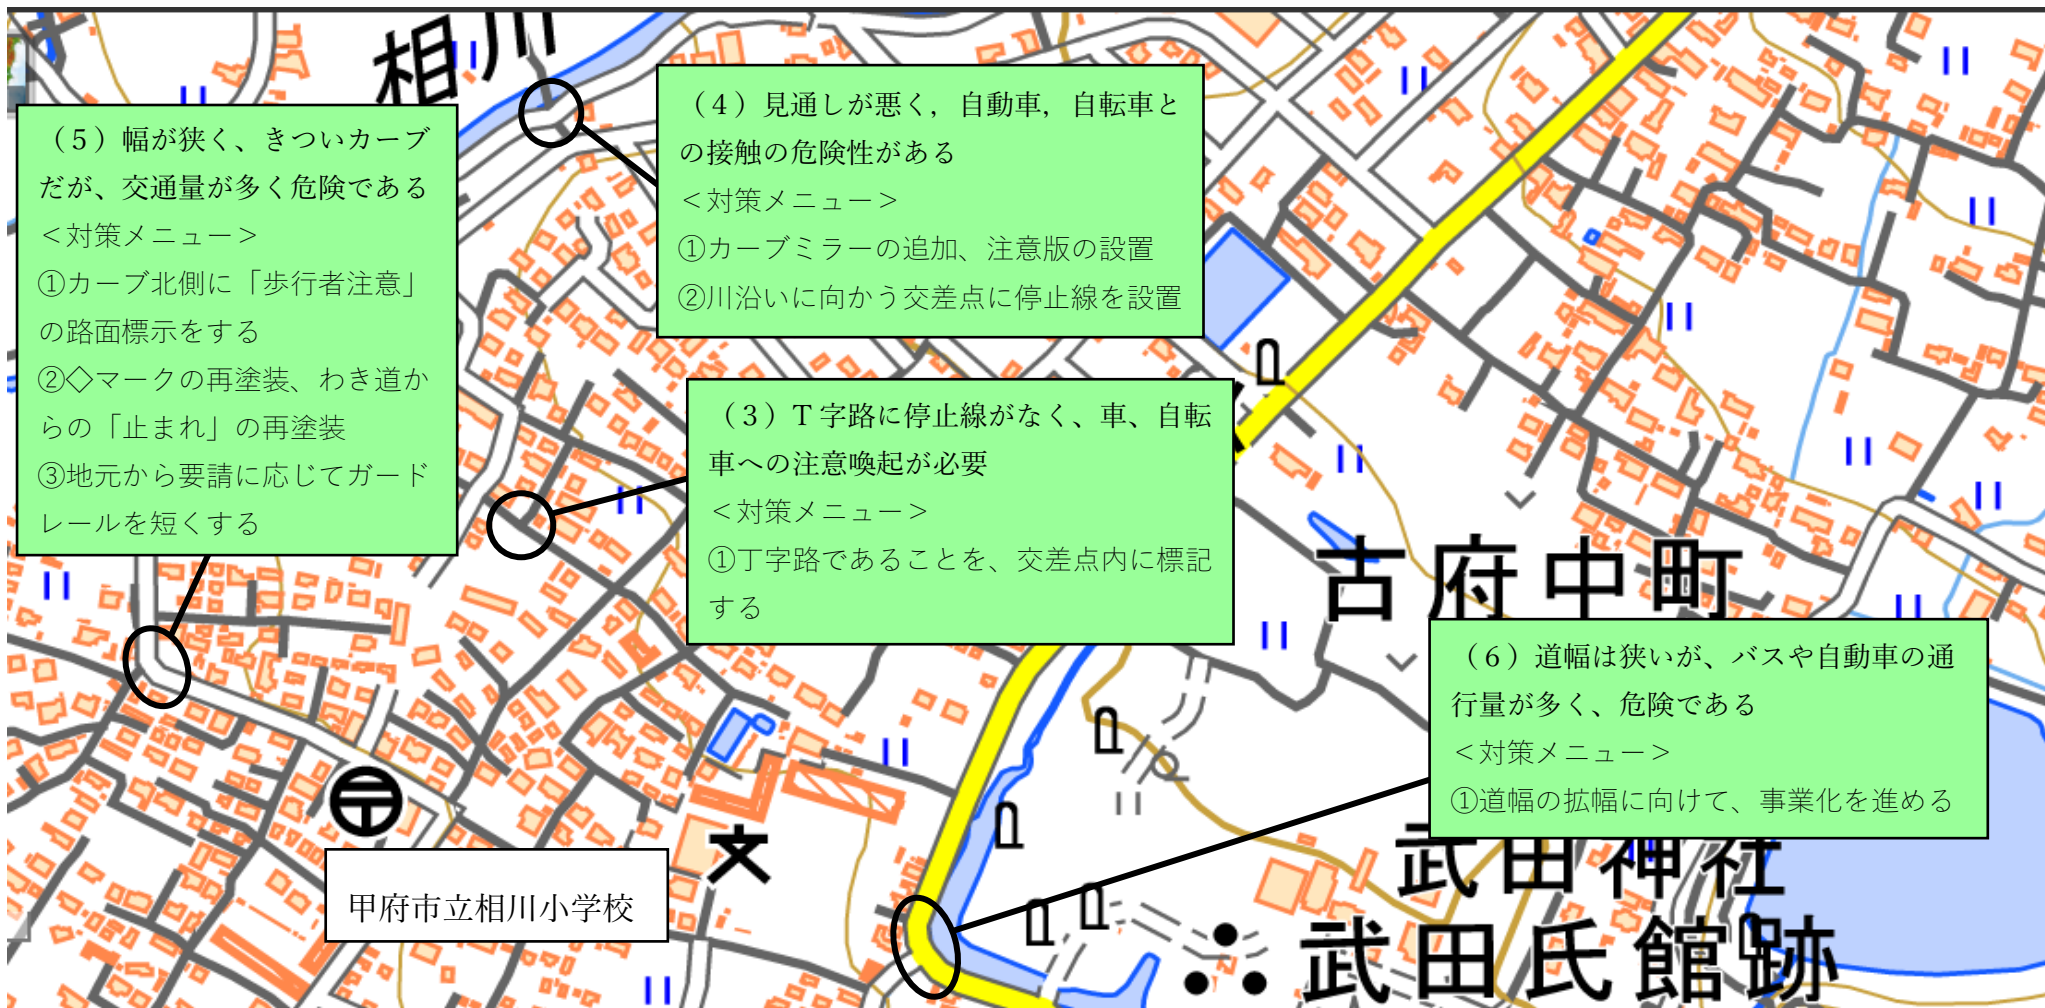 相川
（５）幅が狭く、きついカーブ
だが、交通量が多く危険である
＜対策メニュー＞
①カーブ北側に「歩行者注意」
の路面標示をする
②◇マークの再塗装、わき道か
らの「止まれ」の再塗装
③地元から要請に応じてガード
レールを短くする
（４）見通しが悪く，自動車，自転車と
の接触の危険性がある
＜対策メニュー＞
①カーブミラーの追加、注意版の設置
②川沿いに向かう交差点に停止線を設置
（３）Ｔ字路に停止線がなく、車、自転
車への注意喚起が必要
＜対策メニュー＞
①丁字路であることを、交差点内に標記
する
古府中町
（６）道幅は狭いが、バスや自動車の通
行量が多く、危険である
＜対策メニュー＞
①道幅の拡幅に向けて、事業化を進める
甲府市立相川小学校
武田神社
武田氏館跡